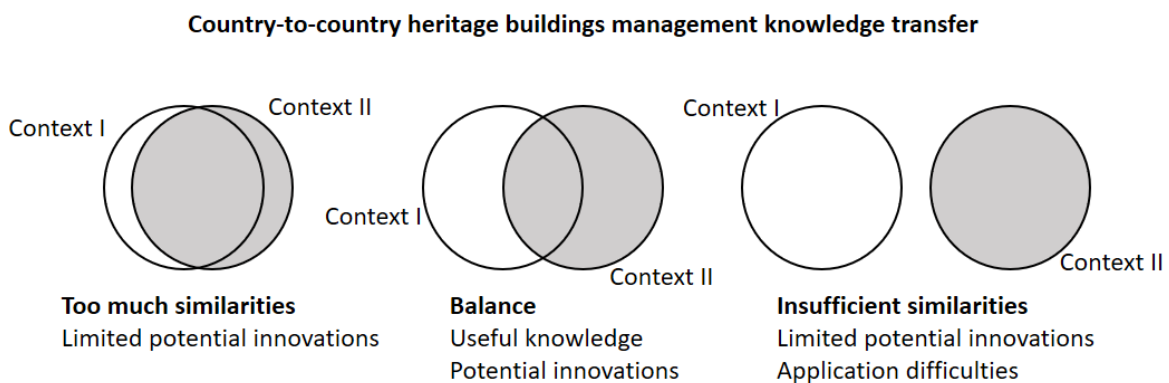 Country-to-country heritage buildings management knowledge transfer
Context I
Context II
Too much similarities
Limited potential innovations
Context I
Context II
Balance
Useful knowledge
Potential innovations
Context I
Context II
Insufficient similarities
Limited potential innovations
Application difficulties